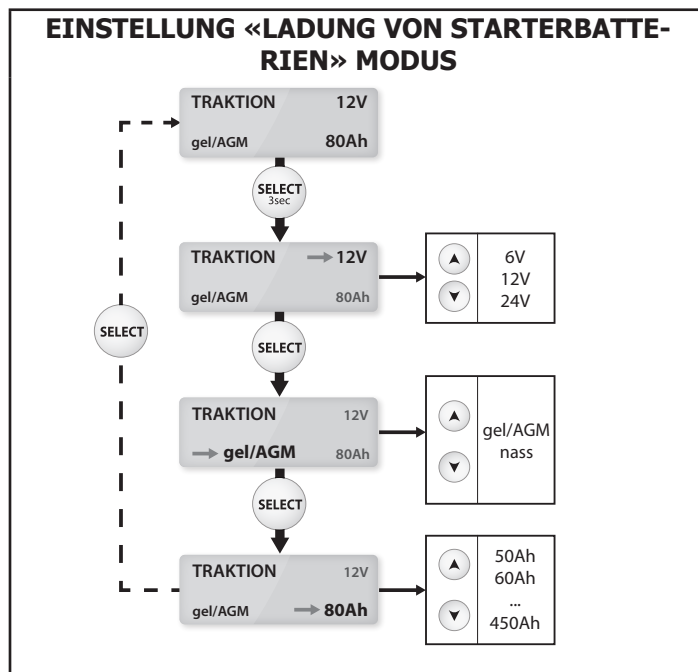 EINSTELLUNG «LADUNG VON STARTERBATTE-
RIEN» MODUS
TRAKTION 12V
gel/AGM 80Ah
SELECT
3sec
TRAKTION 12V
gel/AGM 80Ah
6V
12V
24V
SELECT
SELECT
TRAKTION 12V
gel/AGM 80Ah
gel/AGM
nass
SELECT
TRAKTION 12V
gel/AGM 80Ah
50Ah
60Ah
...
450Ah